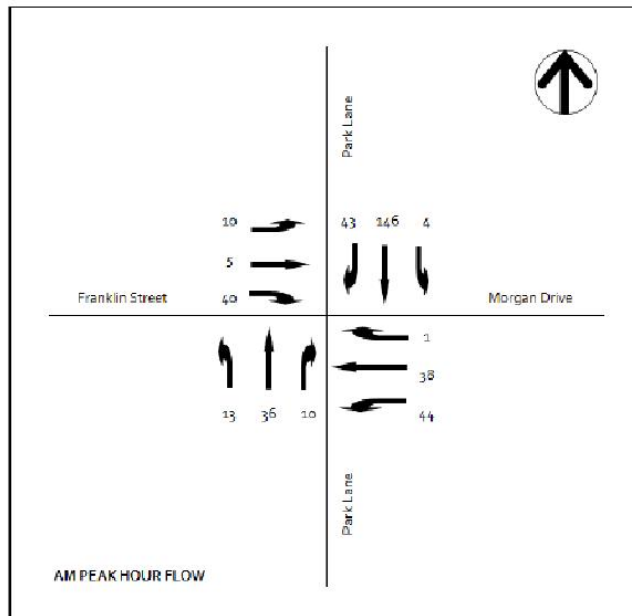 Park Lane
10
43 146 4
5
Franklin Street
40
Morgan Drive
1
38
13 36 10
44
Park Lane
AM PEAK HOUR FLOW